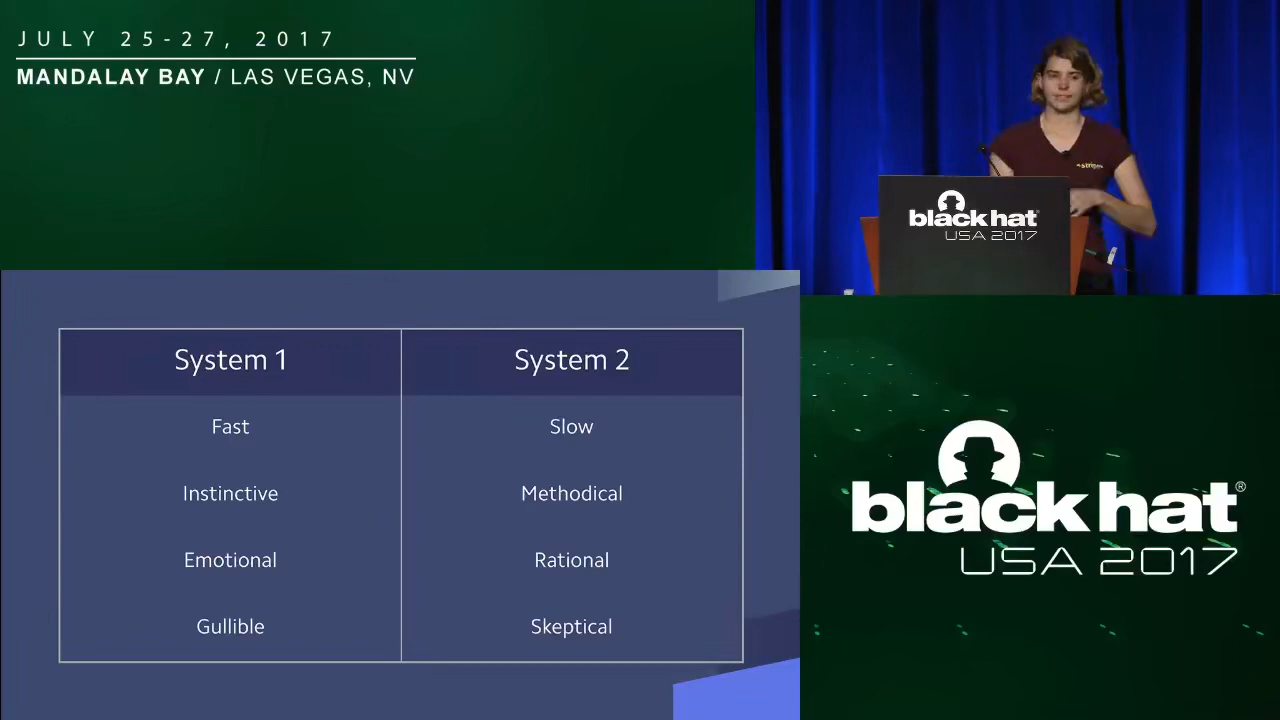 JULY 25-27, 2017
MANDALAY BAY / LAS VEGAS, NV
stripe
black hat
USA 2017
System 1 System 2
Fast Slow
Instinctive Methodical
Emotional Rational
Gullible Skeptical
black hat®
USA 2017